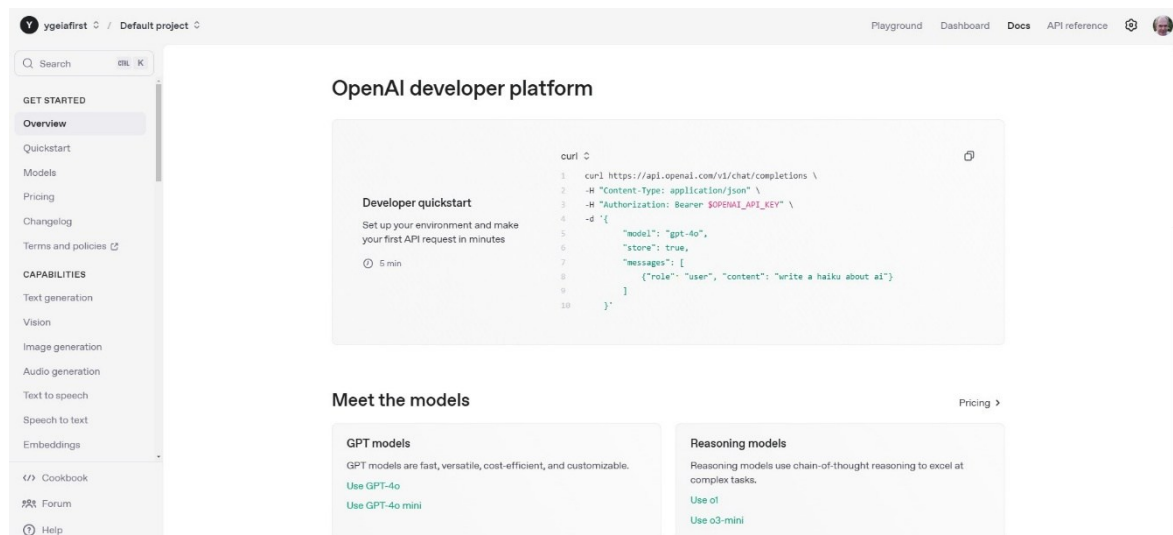 Y ygeiafirst / Default project
Playground Dashboard Docs API reference
Search CTRL K
GET STARTED
Overview
Quickstart
Models
Pricing
Changelog
Terms and policies
CAPABILITIES
Text generation
Vision
Image generation
Audio generation
Text to speech
Speech to text
Embeddings
Cookbook
Forum
Help
OpenAI developer platform
Developer quickstart
Set up your environment and make
your first API request in minutes
5 min
curl
1 curl https://api.openai.com/v1/chat/completions \
2 -H "Content-Type: application/json" \
3 -H "Authorization: Bearer $OPENAI_API_KEY" \
4 -d '{
5 "model": "gpt-4o",
6 "store": true,
7 "messages": [
8 {"role": "user", "content": "write a haiku about ai"}
9 ]
10 }'
Meet the models
Pricing >
GPT models
GPT models are fast, versatile, cost-efficient, and customizable.
Use GPT-4o
Use GPT-4o mini
Reasoning models
Reasoning models use chain-of-thought reasoning to excel at
complex tasks.
Use o1
Use o3-mini